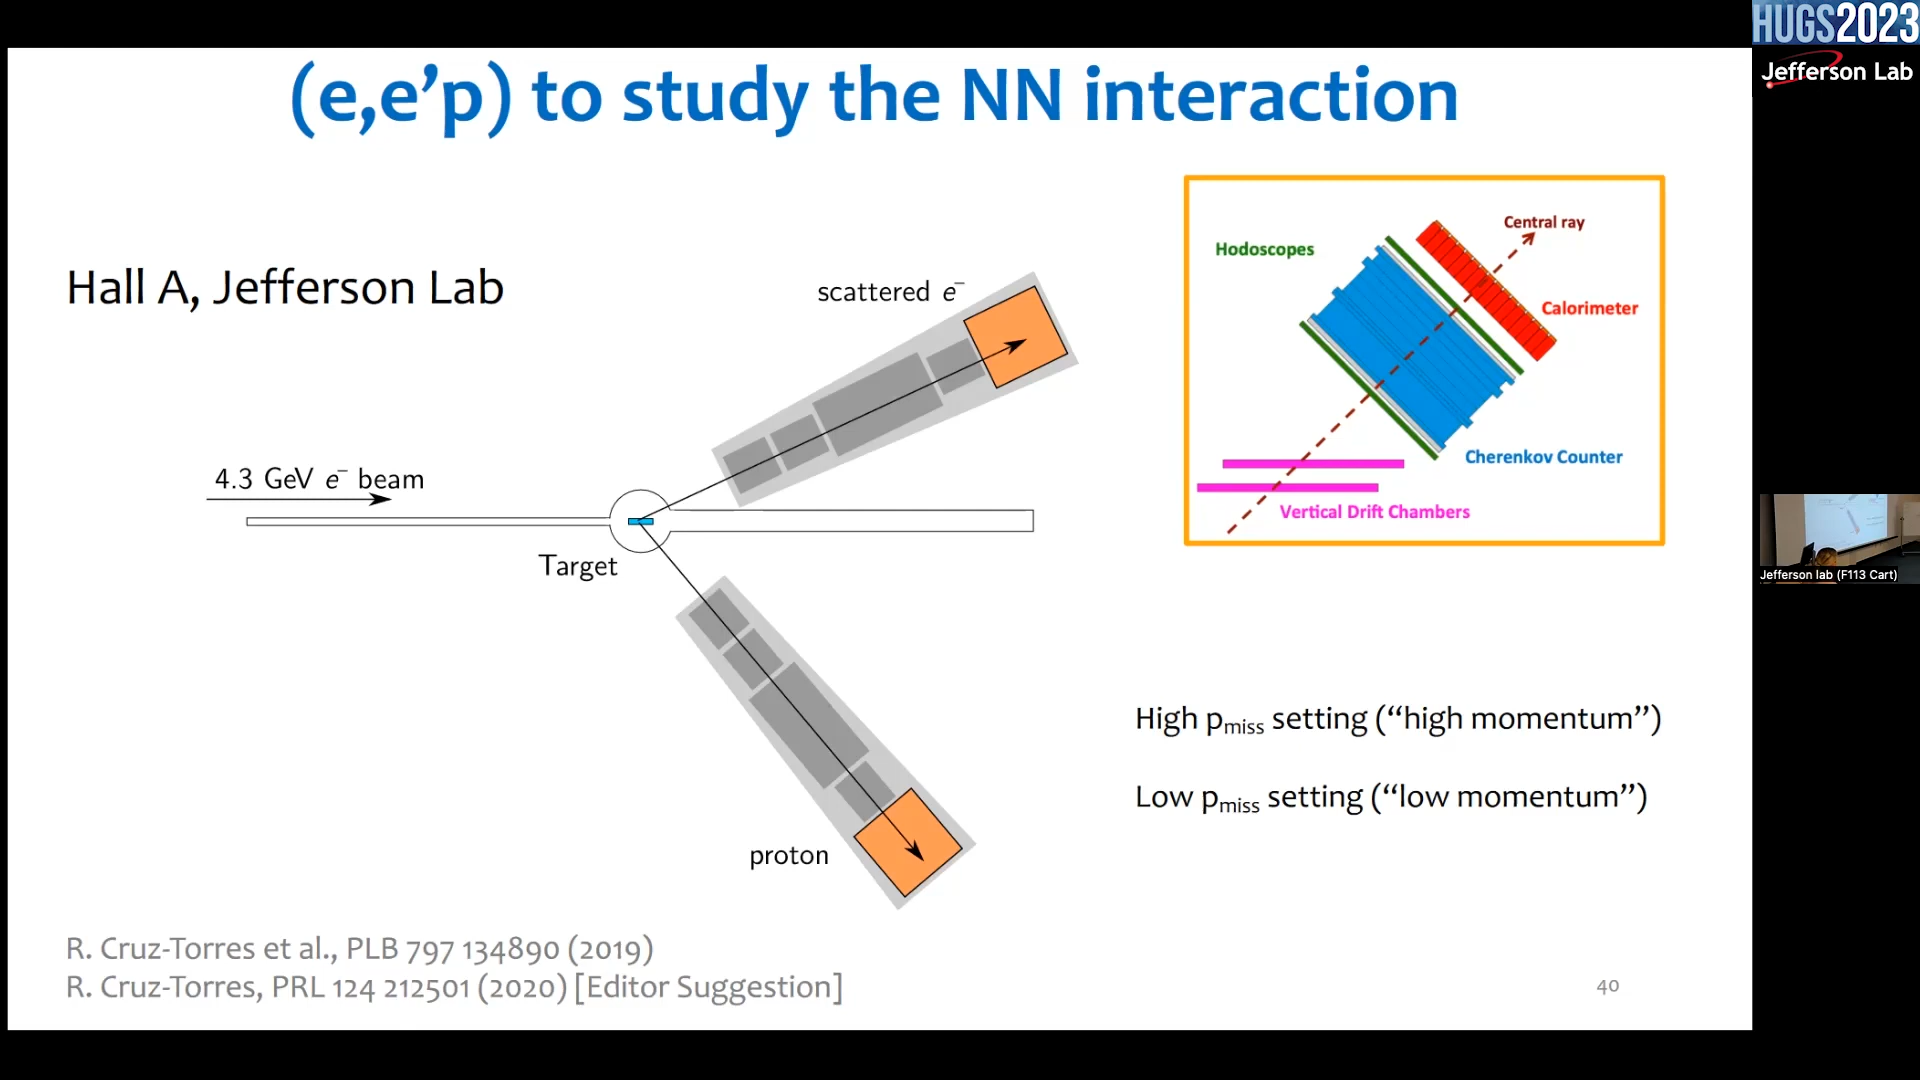 HUGS2023
Jefferson Lab
(e,e’p) to study the NN interaction
Hall A, Jefferson Lab
scattered e⁻
4.3 GeV e⁻ beam
Target
proton
Hodoscopes
Central ray
Calorimeter
Cherenkov Counter
Vertical Drift Chambers
High pmiss setting (“high momentum”)
Low pmiss setting (“low momentum”)
R. Cruz-Torres et al., PLB 797 134890 (2019)
R. Cruz-Torres, PRL 124 212501 (2020) [Editor Suggestion]
40
Jefferson lab (F113 Cart)